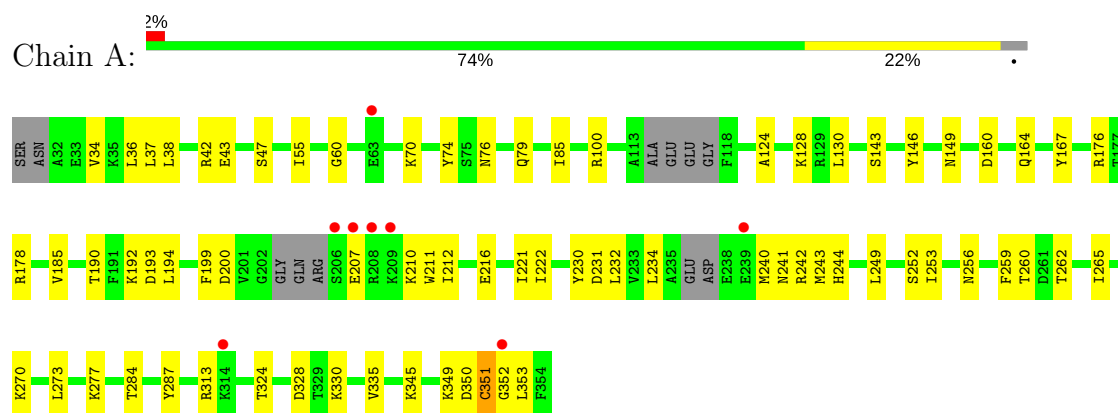 2%
Chain A:
74% 22% •
SER ASN A32 E33 V34 K35 L36 L37 L38 R42 E43 S47 I55 G60 E63 K70 Y74 S75 N76 Q79 I85 R100 A113 ALA GLU GLU GLY F118 A124 K128 R129 L130 S143 Y146 N149 D160 Q164 Y167 R176 T177
R178 V185 T190 F191 K192 D193 L194 F199 D200 V201 G202 GLY GLN ARG S206 E207 R208 K209 K210 W211 I212 E216 I221 I222 Y230 D231 L232 V233 L234 A235 GLU ASP E238 E239 M240 N241 R242 M243 H244 L249 S252 I253 N256 F259 T260 D261 T262 I265
K270 L273 K277 T284 Y287 R313 K314 T324 D328 T329 K330 V335 K345 K349 D350 C351 G352 L353 F354